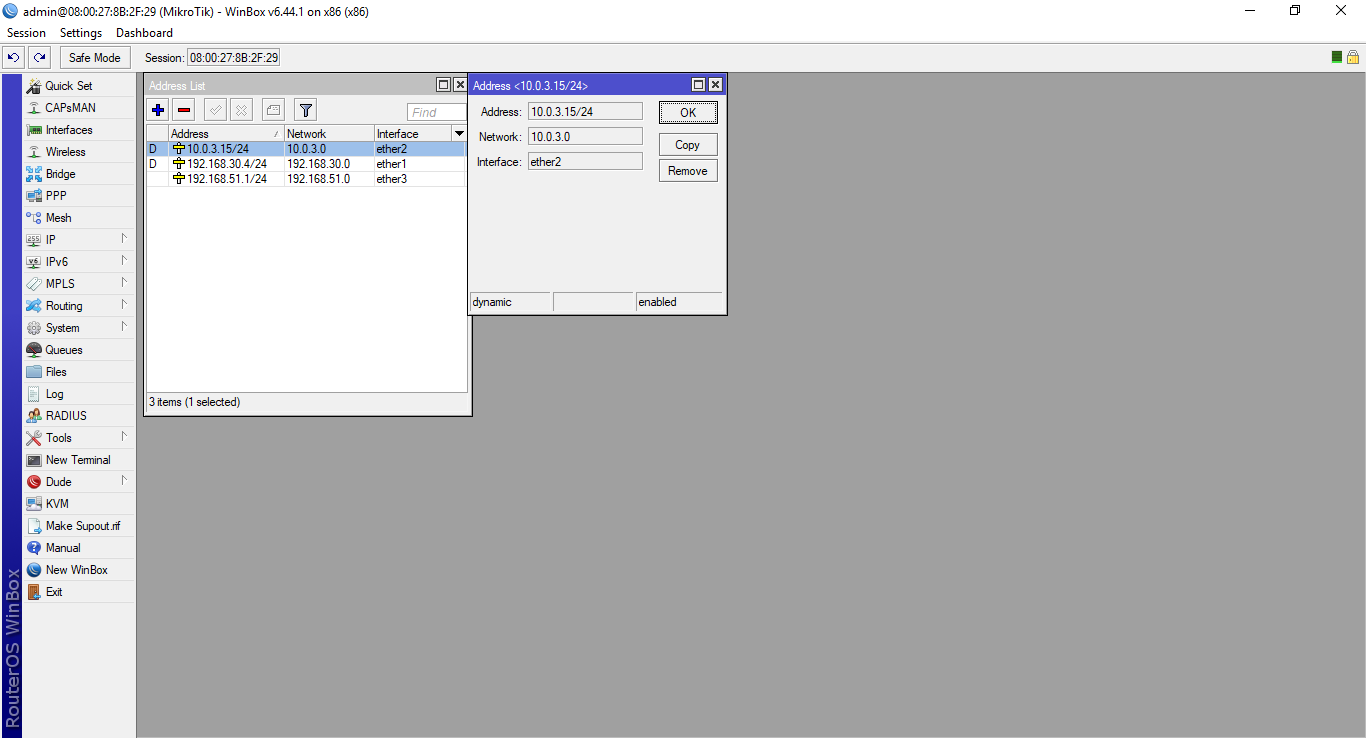 admin@08:00:27:8B:2F:29 (MikroTik) - WinBox v6.44.1 on x86 (x86)
Session Settings Dashboard
Safe Mode Session: 08:00:27:8B:2F:29
Quick Set
CAPsMAN
Interfaces
Wireless
Bridge
PPP
Mesh
255 IP
v6 IPv6
MPLS
Routing
System
Queues
Files
Log
RADIUS
Tools
New Terminal
Dude
KVM
Make Supout.rif
Manual
New WinBox
Exit
RouterOS WinBox
Address List
Find
Address Network Interface
D 10.0.3.15/24 10.0.3.0 ether2
D 192.168.30.4/24 192.168.30.0 ether1
192.168.51.1/24 192.168.51.0 ether3
3 items (1 selected)
Address <10.0.3.15/24>
Address: 10.0.3.15/24
Network: 10.0.3.0
Interface: ether2
OK
Copy
Remove
dynamic enabled